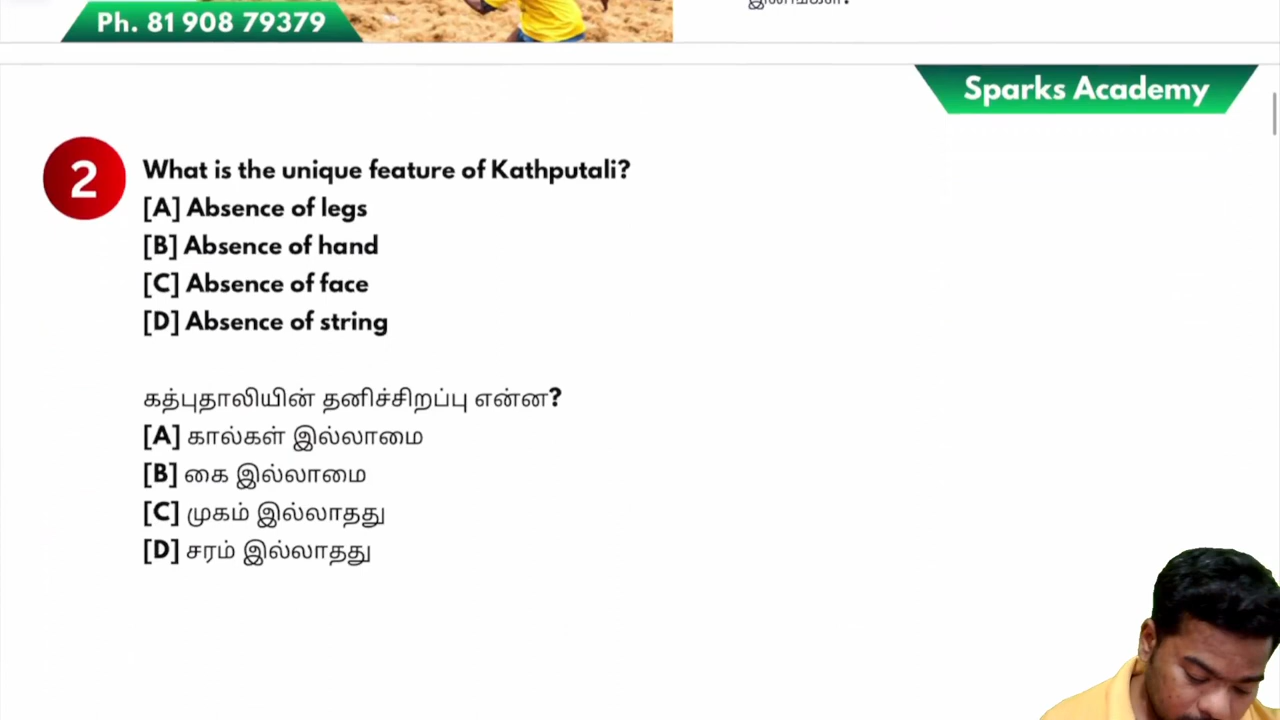 Ph. 81 908 79379
Sparks Academy
2
What is the unique feature of Kathputali?
[A] Absence of legs
[B] Absence of hand
[C] Absence of face
[D] Absence of string
கத்புதாலியின் தனிச்சிறப்பு என்ன?
[A] கால்கள் இல்லாமை
[B] கை இல்லாமை
[C] முகம் இல்லாதது
[D] சரம் இல்லாதது